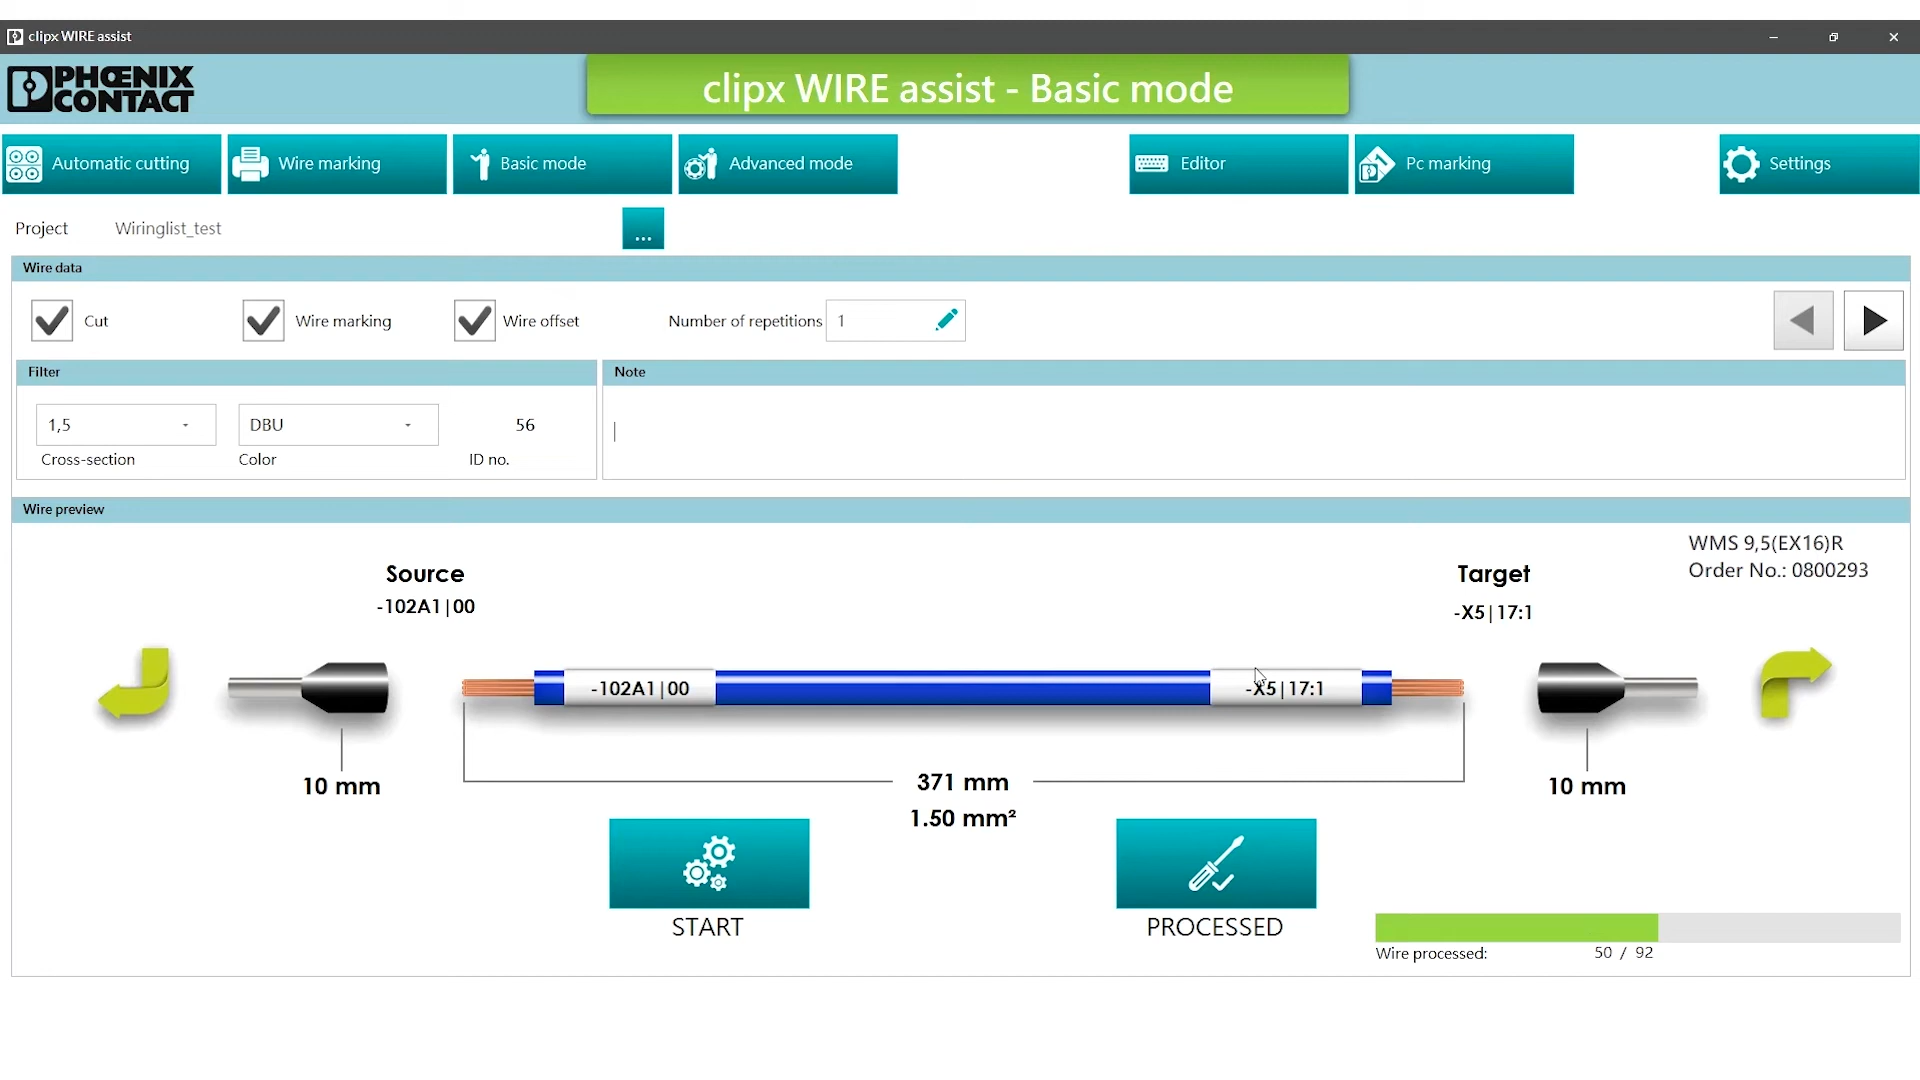 clipx WIRE assist
PHŒNIX
CONTACT
clipx WIRE assist - Basic mode
Automatic cutting
Wire marking
Basic mode
Advanced mode
Editor
Pc marking
Settings
Project
Wiringlist_test
...
Wire data
Cut
Wire marking
Wire offset
Number of repetitions
1
Filter
Note
1,5
DBU
56
Cross-section
Color
ID no.
Wire preview
WMS 9,5(EX16)R
Order No.: 0800293
Source
-102A1|00
Target
-X5|17:1
-102A1|00
-X5|17:1
10 mm
371 mm
1.50 mm²
10 mm
START
PROCESSED
Wire processed:
50 / 92